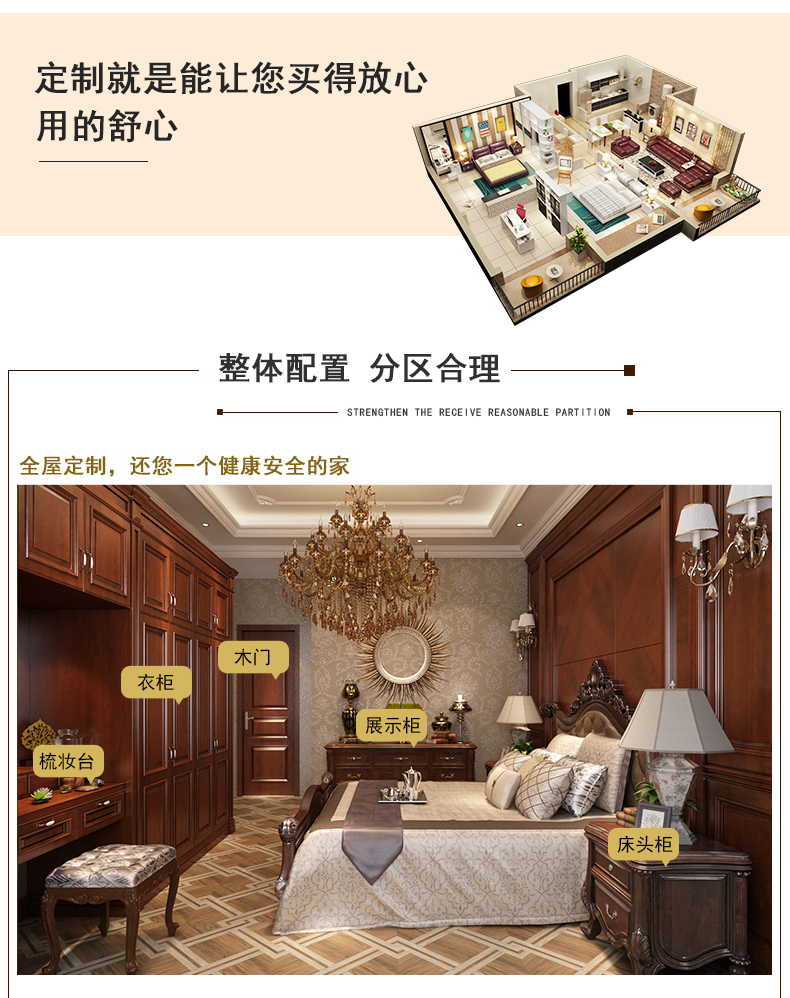 定制就是能让您买得放心
用的舒心
整体配置 分区合理
STRENGTHEN THE RECEIVE REASONABLE PARTITION
全屋定制，还您一个健康安全的家
木门
衣柜
展示柜
梳妆台
床头柜